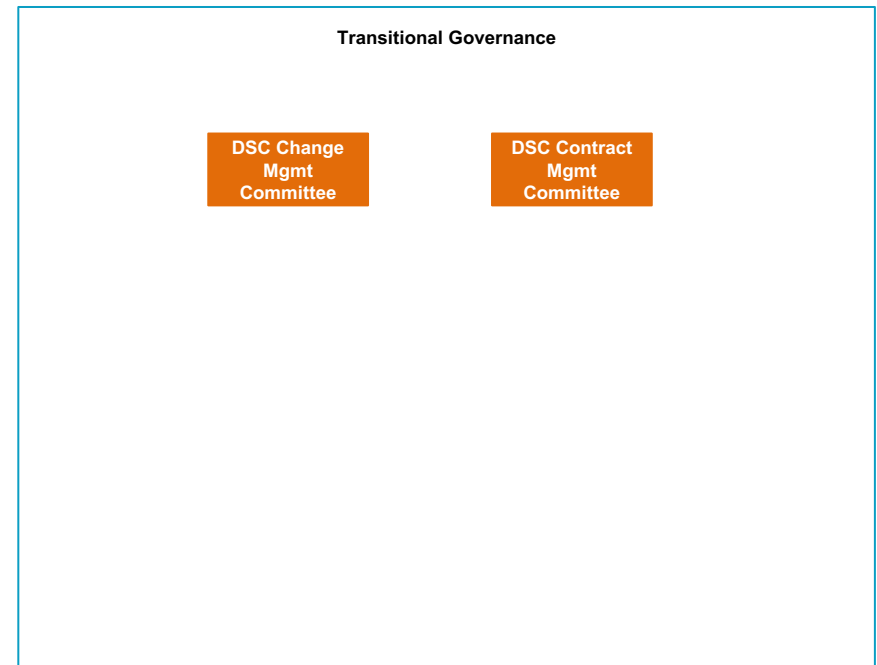 Transitional Governance
DSC Change
Mgmt
Committee
DSC Contract
Mgmt
Committee